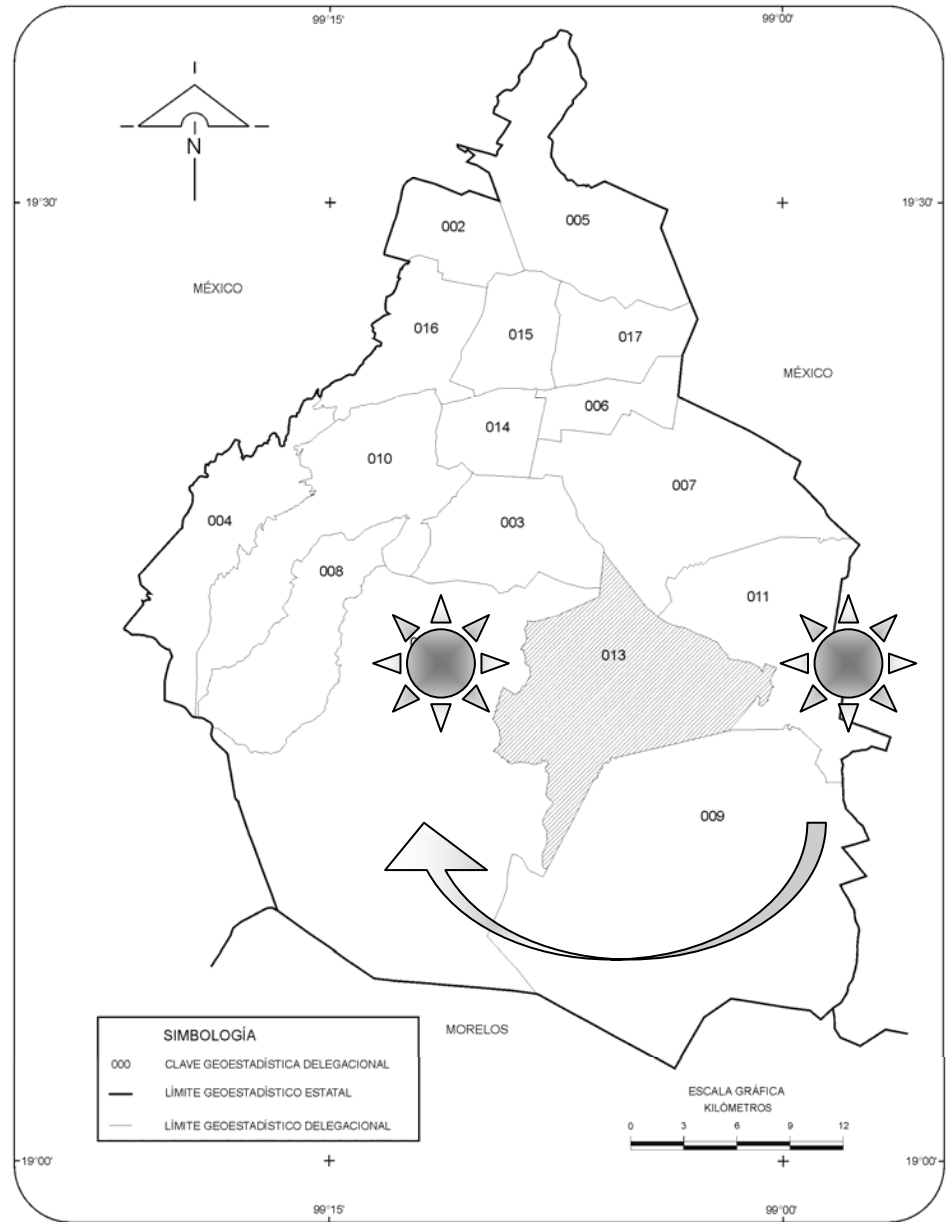 99°15'
99°00'
N
19°30'
19°30'
002
005
MÉXICO
016
015
017
MÉXICO
006
014
010
007
004
003
008
011
013
009
MORELOS
SIMBOLOGÍA
000 CLAVE GEOESTADÍSTICA DELEGACIONAL
LÍMITE GEOESTADÍSTICO ESTATAL
LÍMITE GEOESTADÍSTICO DELEGACIONAL
ESCALA GRÁFICA
KILÓMETROS
0 3 6 9 12
19°00'
19°00'
99°15'
99°00'